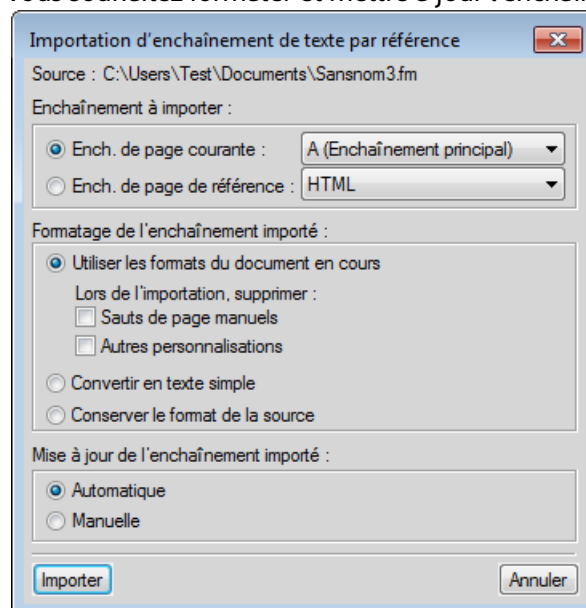 Importation d'enchaînement de texte par référence
Source : C:\Users\Test\Documents\Sansnom3.fm
Enchaînement à importer :
Ench. de page courante : A (Enchaînement principal)
Ench. de page de référence : HTML
Formatage de l'enchaînement importé :
Utiliser les formats du document en cours
Lors de l'importation, supprimer :
Sauts de page manuels
Autres personnalisations
Convertir en texte simple
Conserver le format de la source
Mise à jour de l'enchaînement importé :
Automatique
Manuelle
Importer Annuler